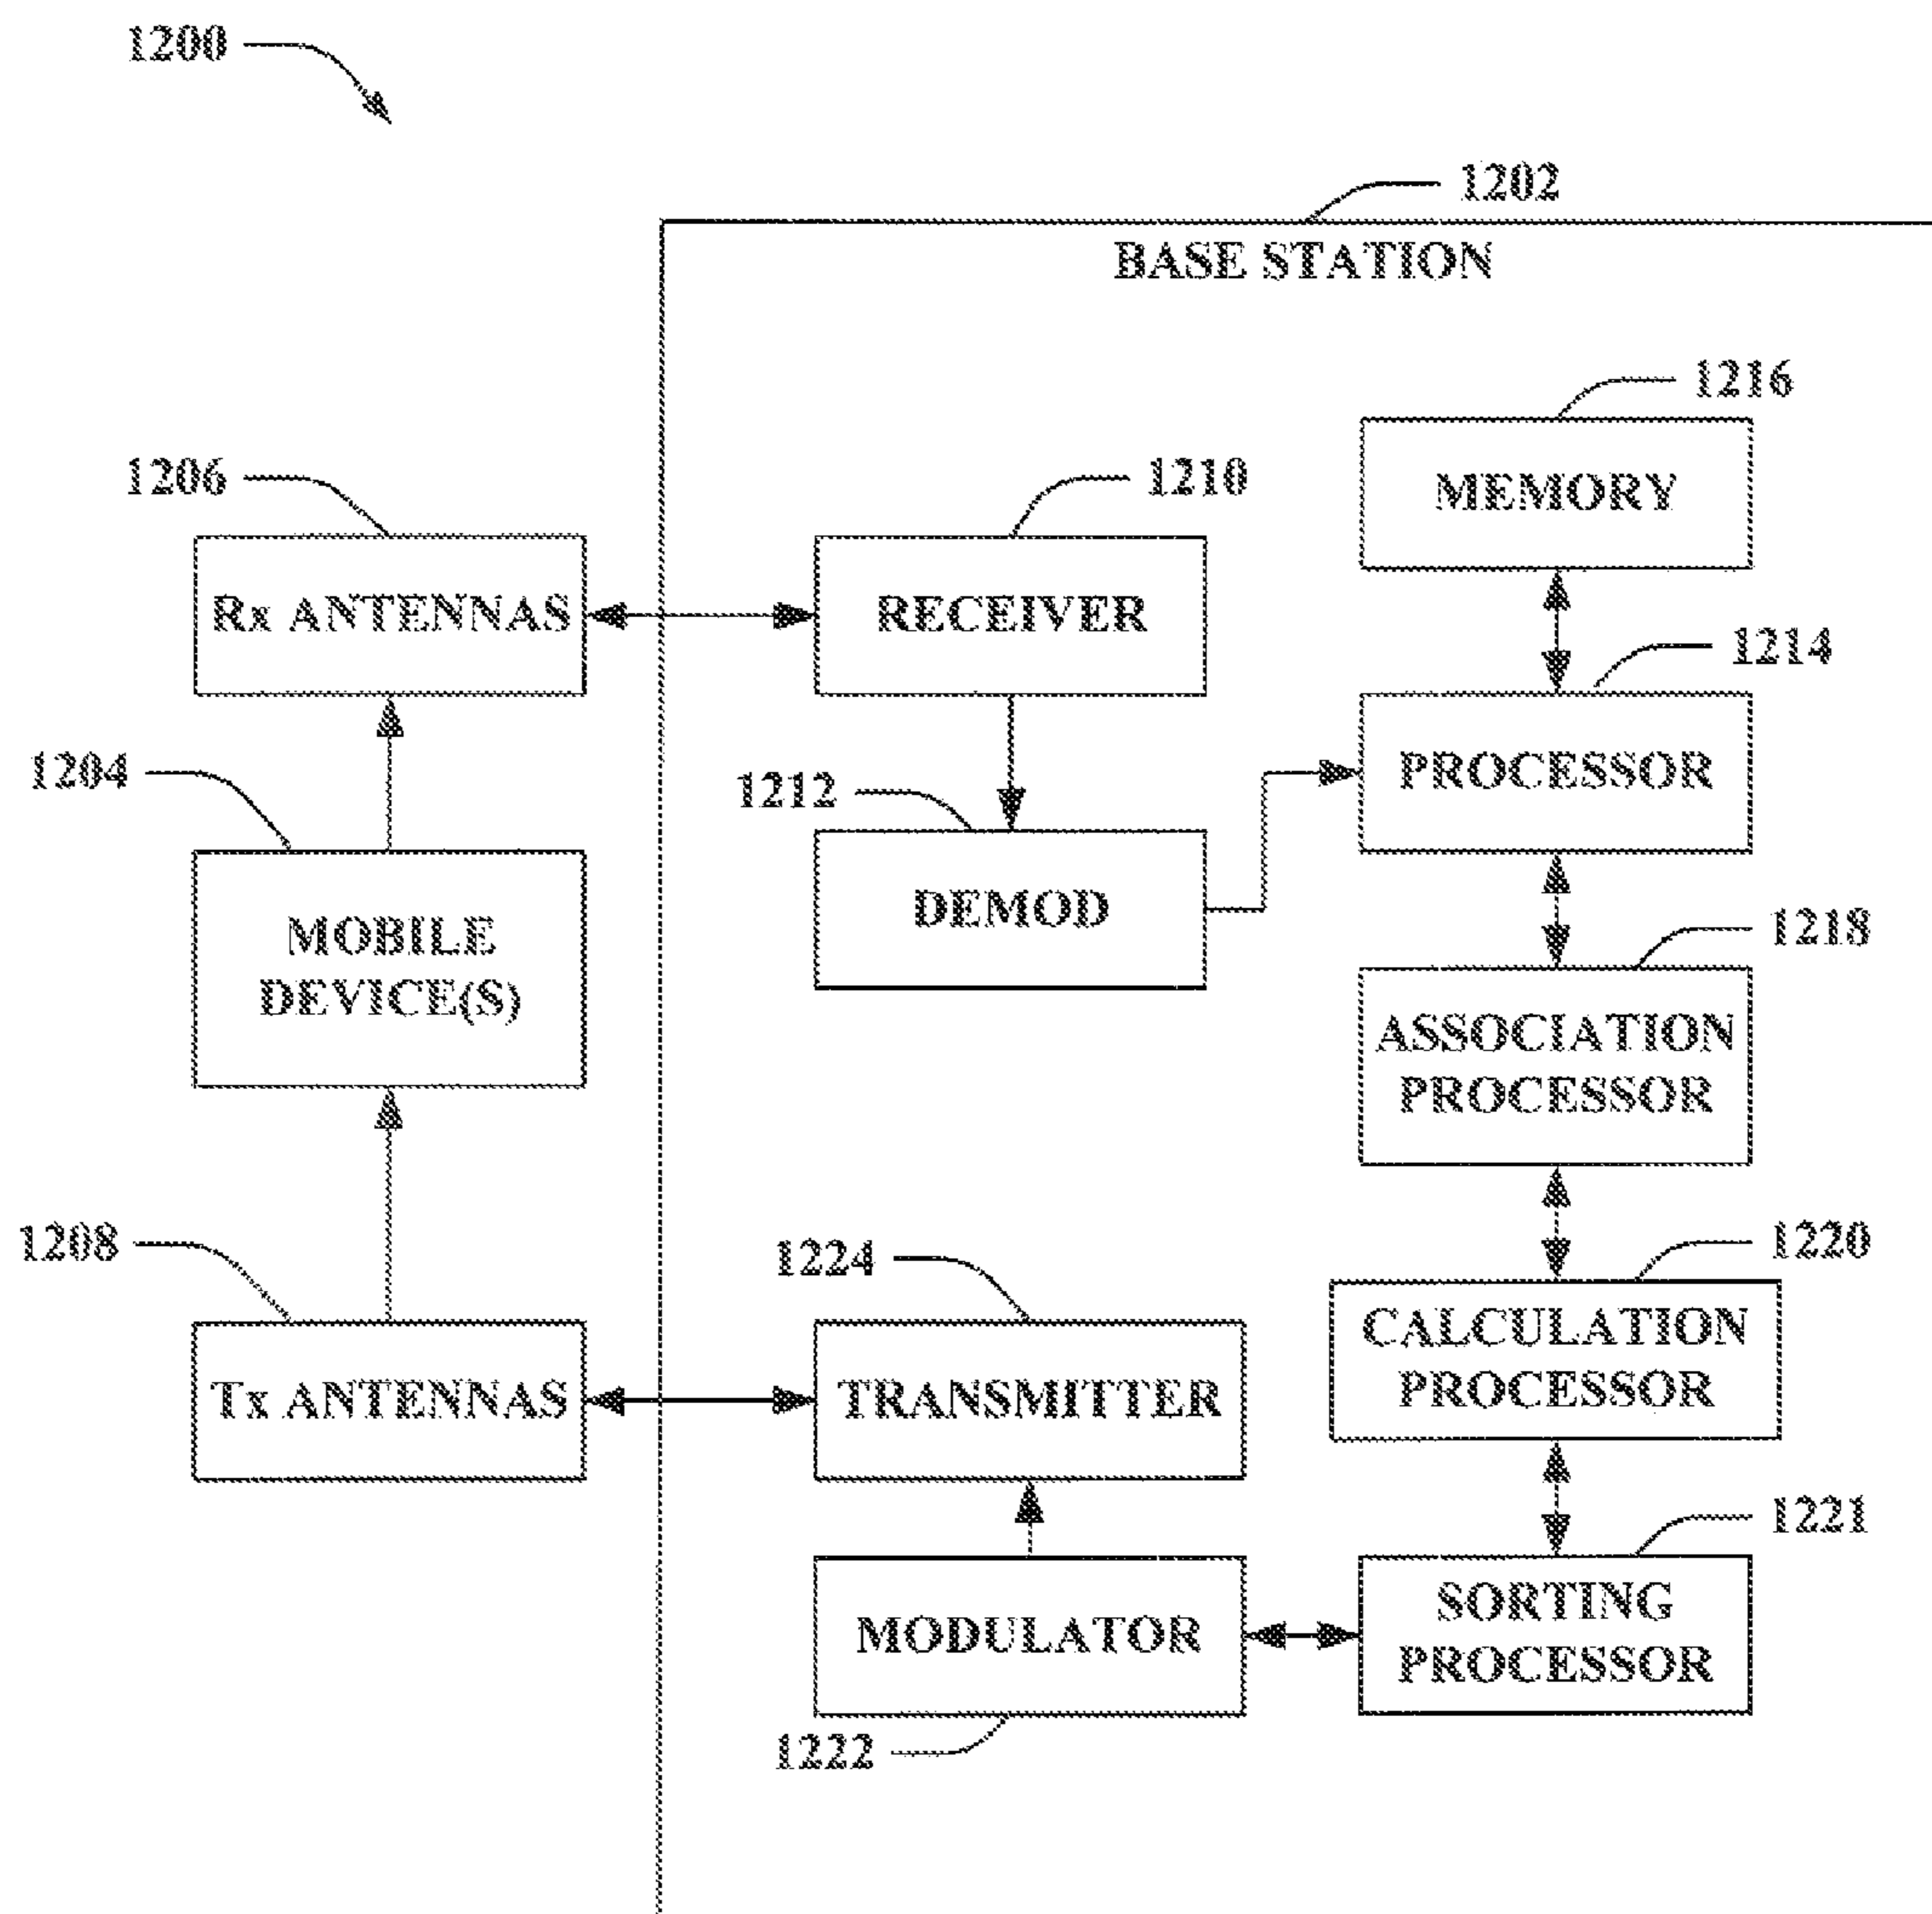 1200
1202
BASE STATION
1216
MEMORY
1206
1210
Rx ANTENNAS
RECEIVER
1214
PROCESSOR
1204
1212
MOBILE
DEVICE(S)
DEMOD
1218
ASSOCIATION
PROCESSOR
1208
1224
1220
Tx ANTENNAS
TRANSMITTER
CALCULATION
PROCESSOR
1221
MODULATOR
SORTING
PROCESSOR
1222